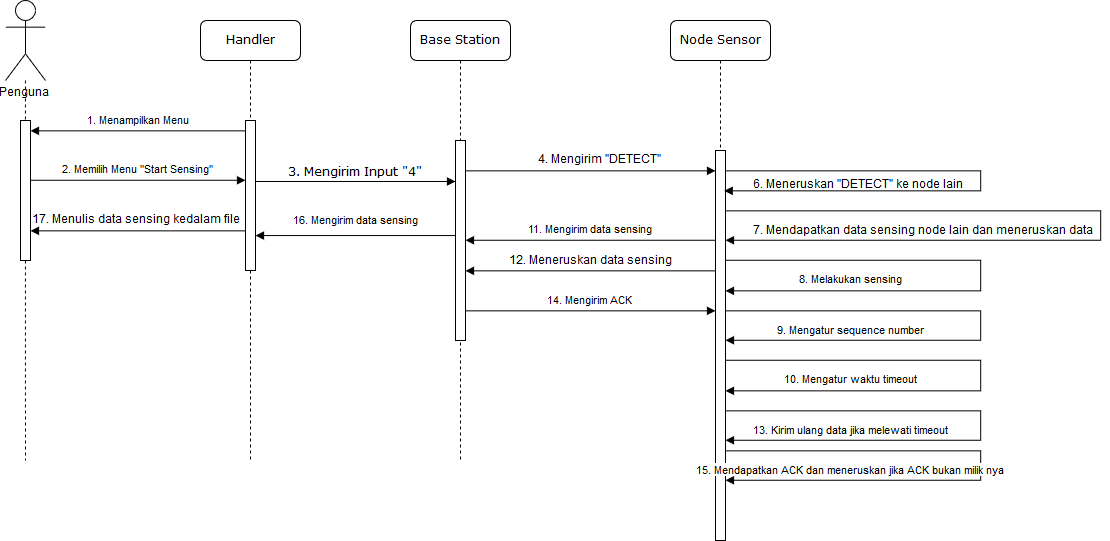 Handler
Base Station
Node Sensor
Penguna
1. Menampilkan Menu
2. Memilih Menu "Start Sensing"
3. Mengirim Input "4"
4. Mengirim "DETECT"
6. Meneruskan "DETECT" ke node lain
17. Menulis data sensing kedalam file
16. Mengirim data sensing
11. Mengirim data sensing
7. Mendapatkan data sensing node lain dan meneruskan data
12. Meneruskan data sensing
8. Melakukan sensing
14. Mengirim ACK
9. Mengatur sequence number
10. Mengatur waktu timeout
13. Kirim ulang data jika melewati timeout
15. Mendapatkan ACK dan meneruskan jika ACK bukan milik nya